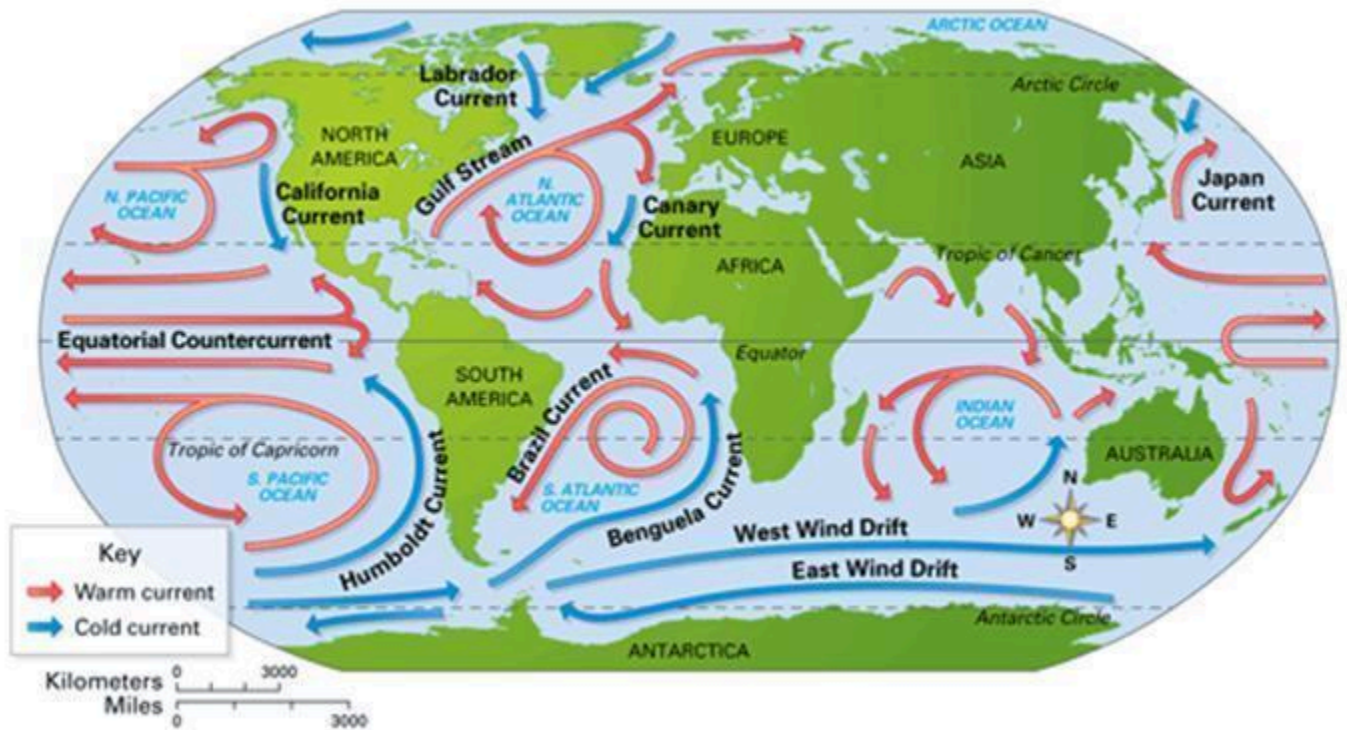 ARCTIC OCEAN
Labrador
Current
Arctic Circle
NORTH
AMERICA
EUROPE
ASIA
Gulf Stream
N. PACIFIC
OCEAN
California
Current
N.
ATLANTIC
OCEAN
Canary
Current
Japan
Current
AFRICA
Tropic of Cancer
Equatorial Countercurrent
Equator
SOUTH
AMERICA
Brazil Current
INDIAN
OCEAN
Tropic of Capricorn
AUSTRALIA
S. PACIFIC
OCEAN
Humboldt Current
S. ATLANTIC
OCEAN
Benguela Current
N
W E
S
West Wind Drift
East Wind Drift
Antarctic Circle
ANTARCTICA
Key
Warm current
Cold current
0 3000
Kilometers
Miles
0 3000